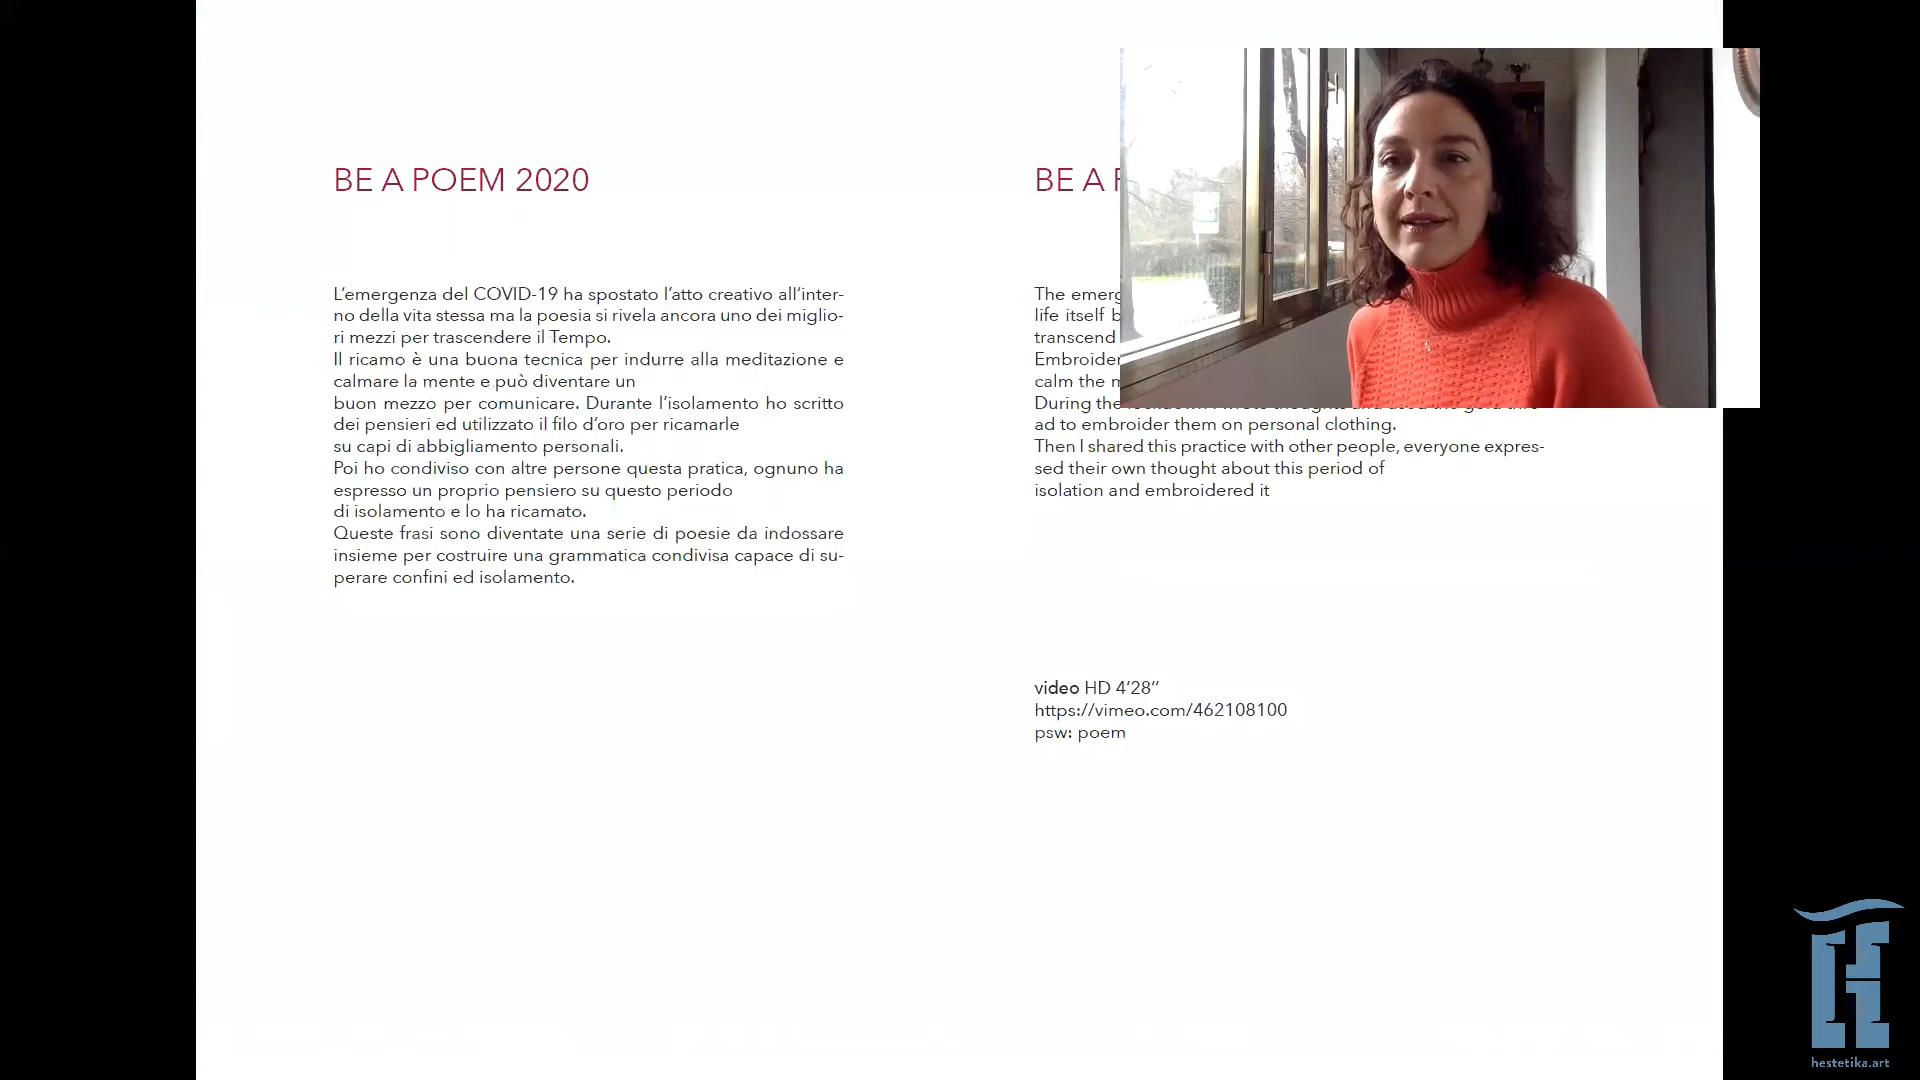 BE A POEM 2020
L'emergenza del COVID-19 ha spostato l'atto creativo all'inter-
no della vita stessa ma la poesia si rivela ancora uno dei miglio-
ri mezzi per trascendere il Tempo.
Il ricamo è una buona tecnica per indurre alla meditazione e
calmare la mente e può diventare un
buon mezzo per comunicare. Durante l'isolamento ho scritto
dei pensieri ed utilizzato il filo d'oro per ricamarle
su capi di abbigliamento personali.
Poi ho condiviso con altre persone questa pratica, ognuno ha
espresso un proprio pensiero su questo periodo
di isolamento e lo ha ricamato.
Queste frasi sono diventate una serie di poesie da indossare
insieme per costruire una grammatica condivisa capace di su-
perare confini ed isolamento.
BE A
The emerg
life itself
transcend
Embroider
calm the
During the
ad to embroider them on personal clothing.
Then I shared this practice with other people, everyone expres-
sed their own thought about this period of
isolation and embroidered it
video HD 4'28''
https://vimeo.com/462108100
psw: poem
hestetika.art